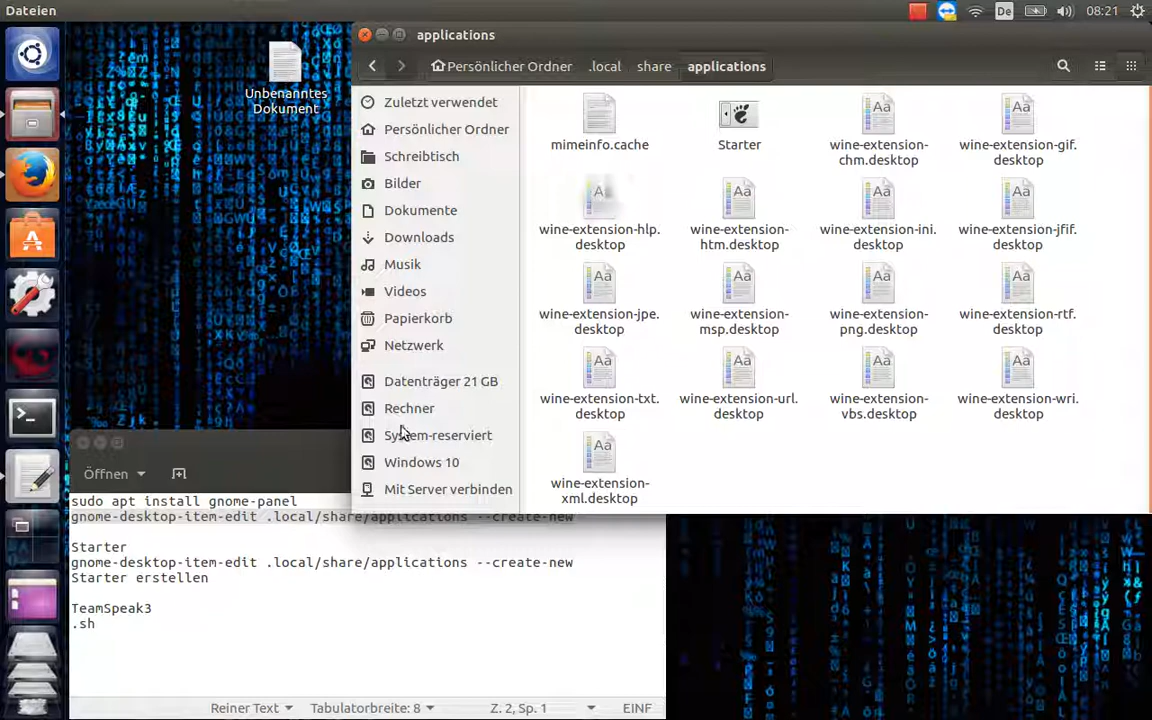 Dateien
De
08:21
applications
Persönlicher Ordner
.local
share
applications
Unbenanntes
Dokument
Zuletzt verwendet
Persönlicher Ordner
Schreibtisch
Bilder
Dokumente
Downloads
Musik
Videos
Papierkorb
Netzwerk
Datenträger 21 GB
Rechner
System-reserviert
Windows 10
Mit Server verbinden
mimeinfo.cache
Starter
wine-extension-
chm.desktop
wine-extension-gif.
desktop
wine-extension-hlp.
desktop
wine-extension-
htm.desktop
wine-extension-ini.
desktop
wine-extension-jfif.
desktop
wine-extension-jpe.
desktop
wine-extension-
msp.desktop
wine-extension-
png.desktop
wine-extension-rtf.
desktop
wine-extension-txt.
desktop
wine-extension-url.
desktop
wine-extension-
vbs.desktop
wine-extension-wri.
desktop
wine-extension-
xml.desktop
Öffnen
sudo apt install gnome-panel
gnome-desktop-item-edit .local/share/applications --create-new
Starter
gnome-desktop-item-edit .local/share/applications --create-new
Starter erstellen
TeamSpeak3
.sh
Reiner Text
Tabulatorbreite: 8
Z. 2, Sp. 1
EINF